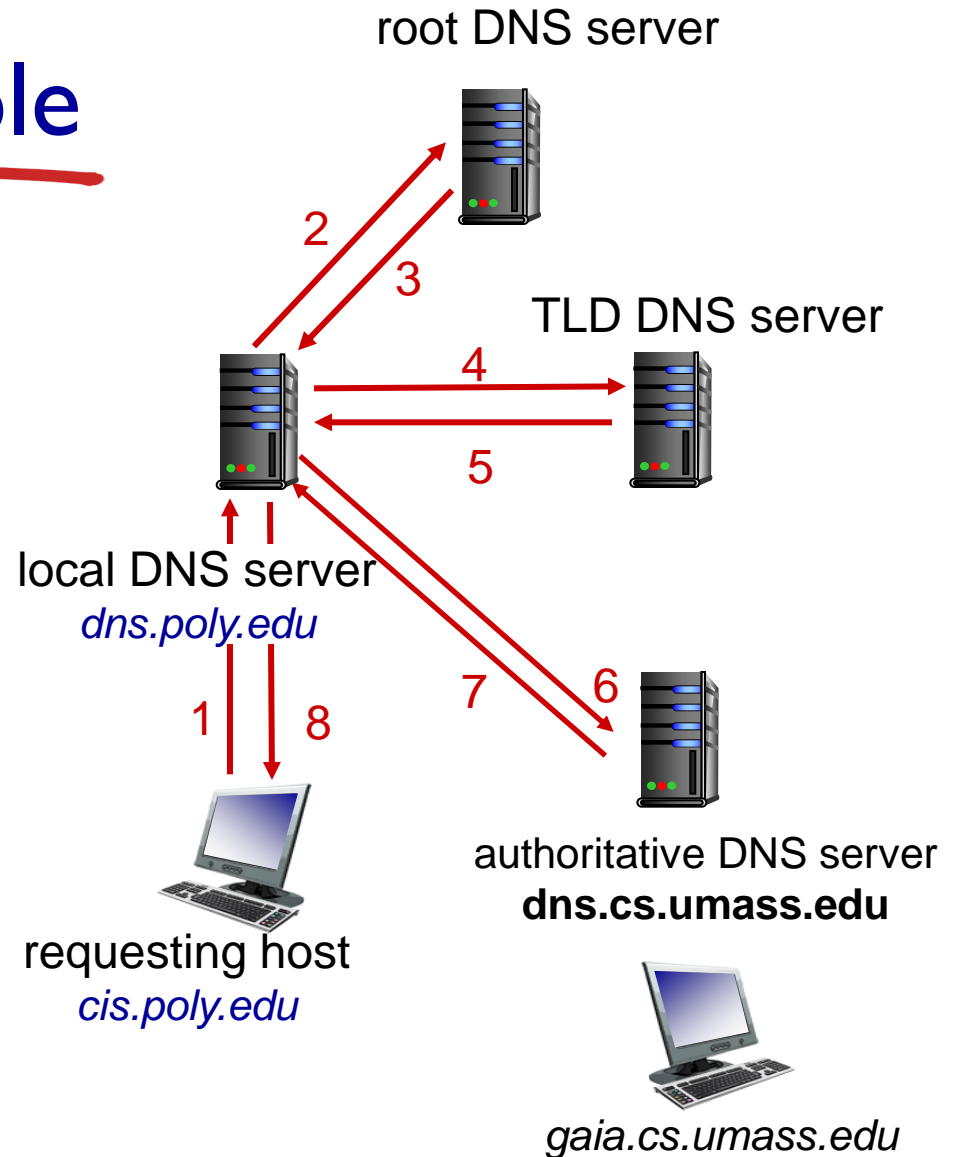 root DNS server
2
3
TLD DNS server
4
5
local DNS server
dns.poly.edu
1
8
7
6
requesting host
cis.poly.edu
authoritative DNS server
dns.cs.umass.edu
gaia.cs.umass.edu